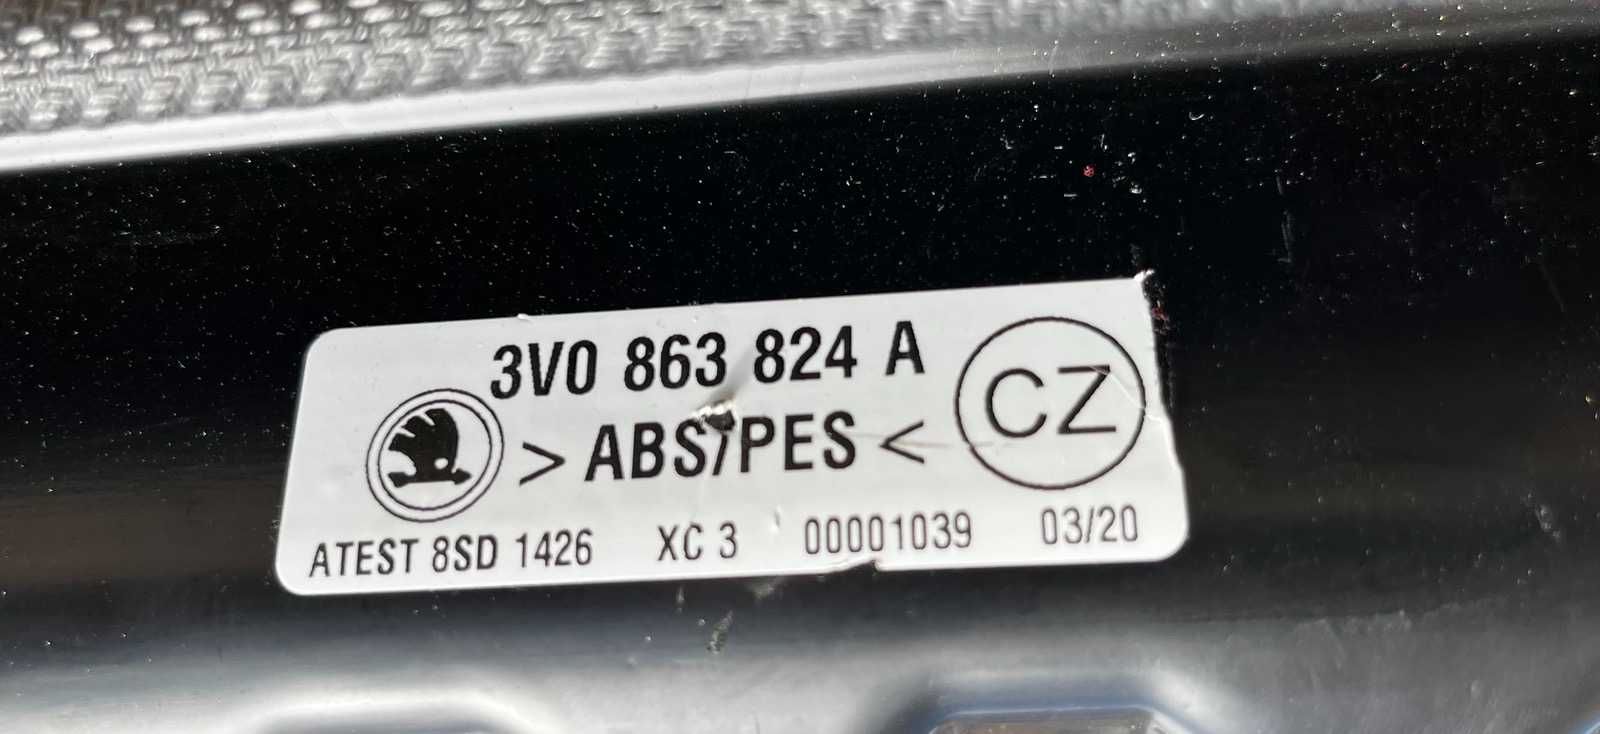 3V0 863 824 A
> ABS/PES <
CZ
ATEST 8SD 1426 XC 3 00001039 03/20